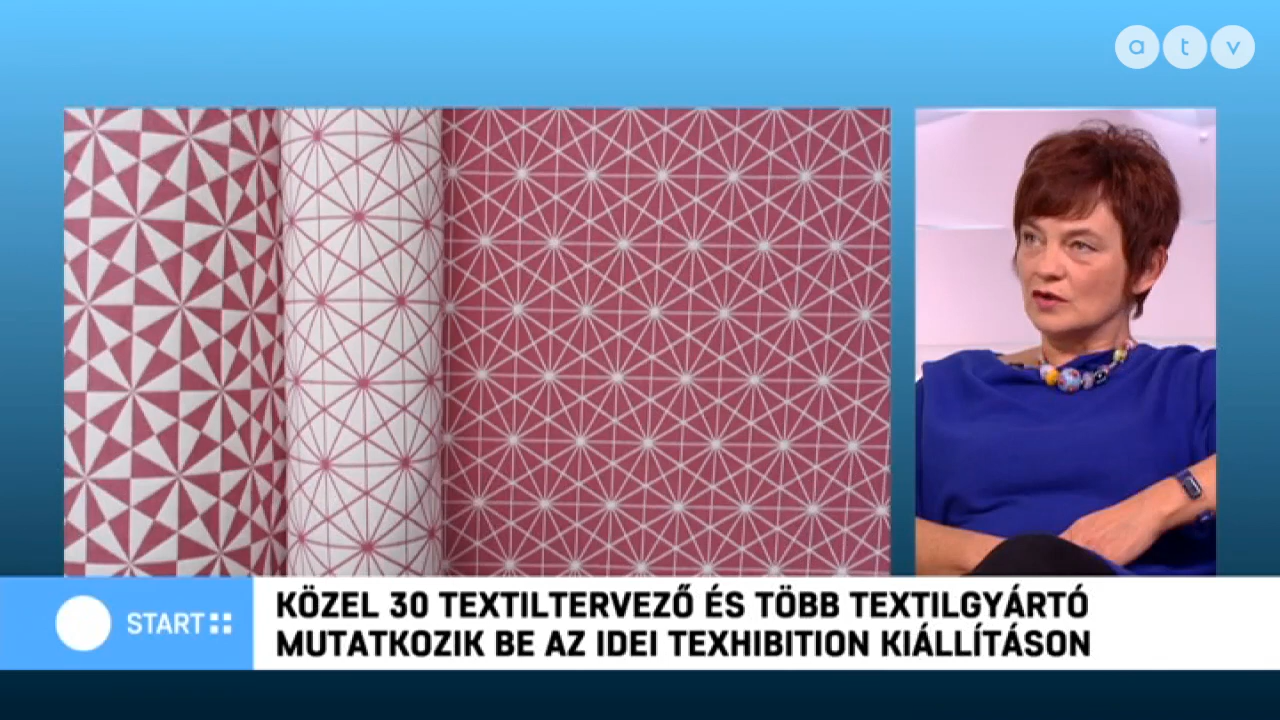 atv
START
KÖZEL 30 TEXTILTERVEZŐ ÉS TÖBB TEXTILGYÁRTÓ
MUTATKOZIK BE AZ IDEI TEXHIBITION KIÁLLÍTÁSON